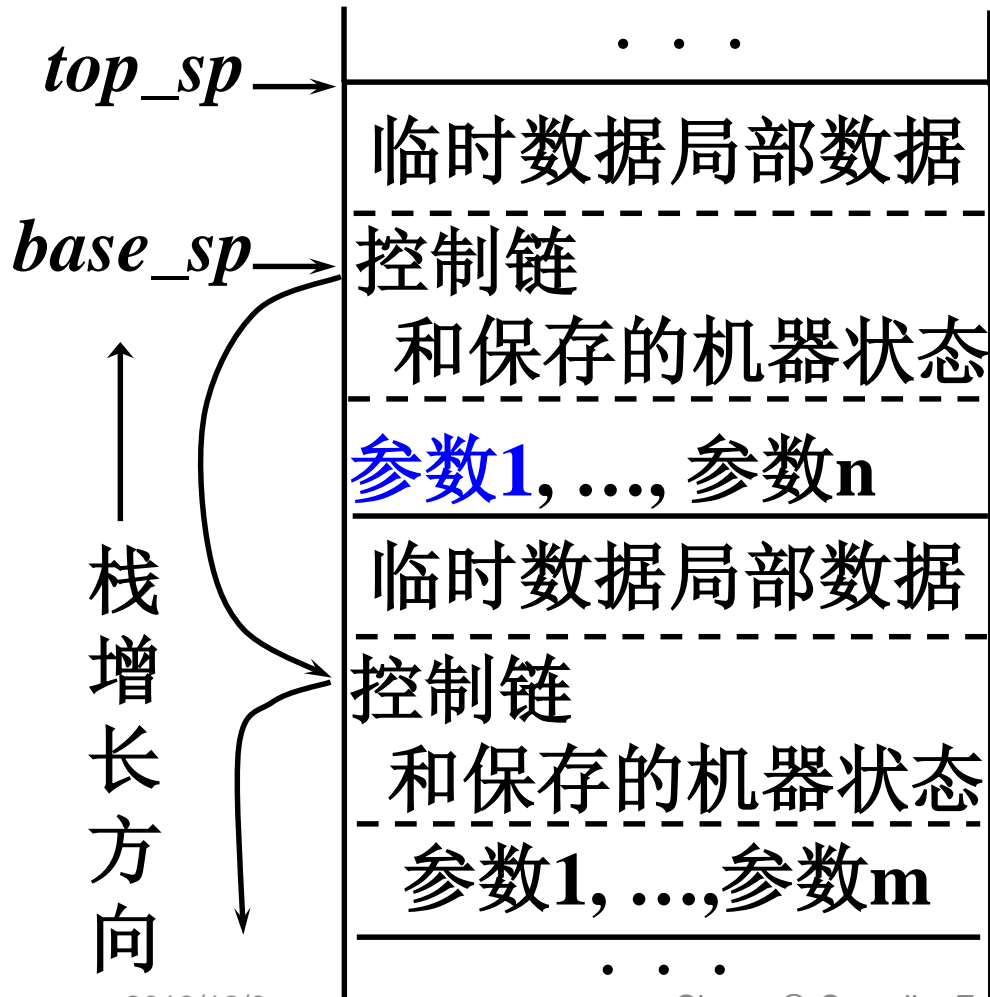 . . .
top_sp
临时数据局部数据
base_sp
控制链
和保存的机器状态
参数1, …, 参数n
临时数据局部数据
控制链
和保存的机器状态
参数1, …,参数m
. . .
栈增长方向